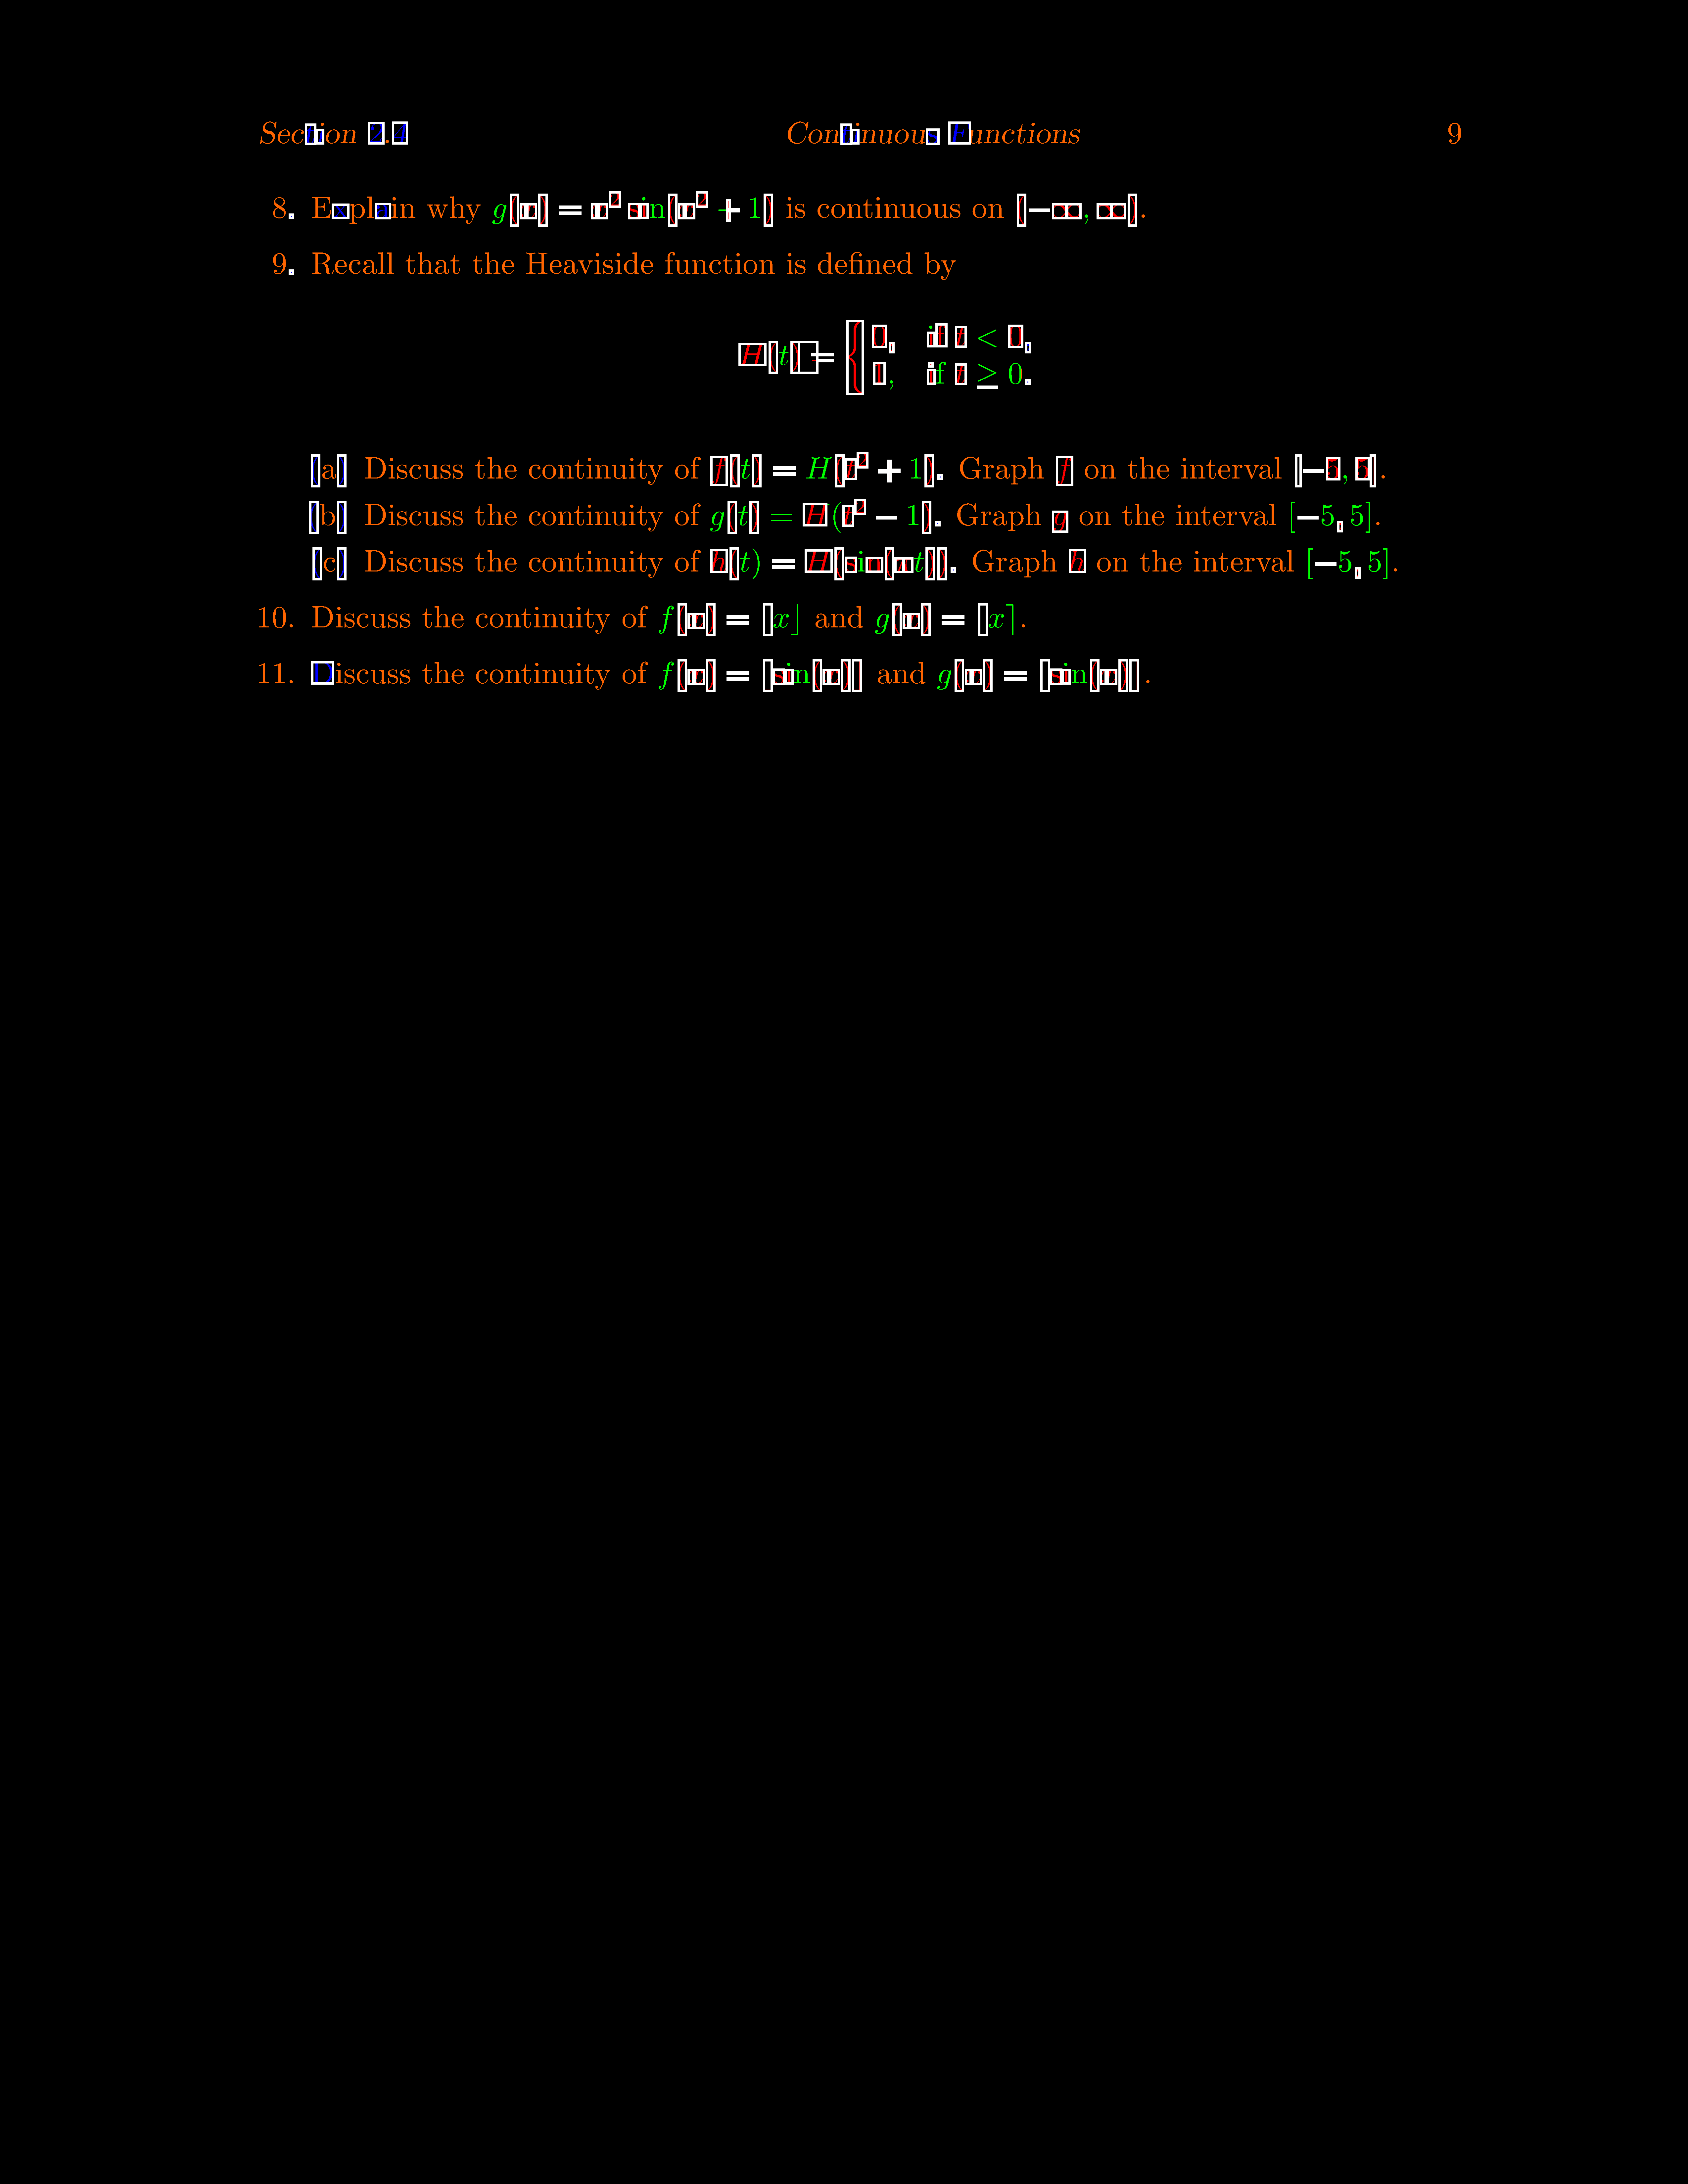 Section 2.4 Continuous Functions 9
8. Explain why g(x) = x² sin(x² + 1) is continuous on (−∞, ∞).
9. Recall that the Heaviside function is defined by
H(t) = { 0, if t < 0,
1, if t ≥ 0.
(a) Discuss the continuity of f(t) = H(t² + 1). Graph f on the interval [−5, 5].
(b) Discuss the continuity of g(t) = H(t² − 1). Graph g on the interval [−5, 5].
(c) Discuss the continuity of h(t) = H(sin(πt)). Graph h on the interval [−5, 5].
10. Discuss the continuity of f(x) = ⌊x⌋ and g(x) = ⌈x⌉.
11. Discuss the continuity of f(x) = ⌊sin(x)⌋ and g(x) = ⌈sin(x)⌉.